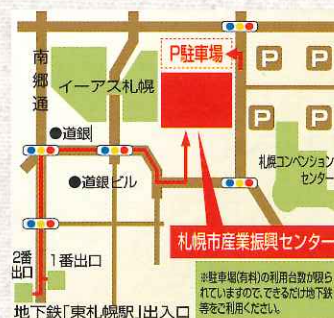 P駐車場
P P
P P
南郷通
イーアス札幌
●道銀
●道銀ビル
札幌コンベンション
センター
札幌市産業振興センター
2番
出口
1番出口
地下鉄「東札幌駅」出入口
※駐車場(有料)の利用台数が限ら
れていますので、できるだけ地下鉄
等をご利用ください。